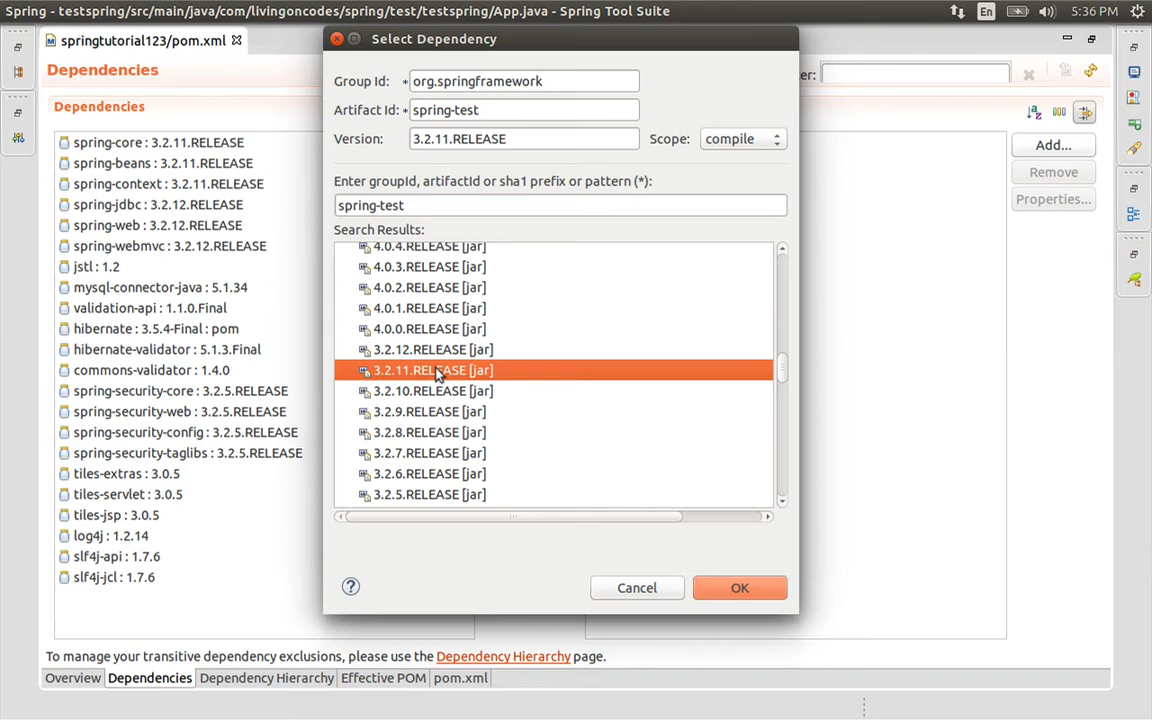 Spring - testspring/src/main/java/com/livingoncodes/spring/test/testspring/App.java - Spring Tool Suite
En
5:36 PM
springtutorial123/pom.xml
Dependencies
er:
Dependencies
spring-core : 3.2.11.RELEASE
spring-beans : 3.2.11.RELEASE
spring-context : 3.2.11.RELEASE
spring-jdbc : 3.2.12.RELEASE
spring-web : 3.2.12.RELEASE
spring-webmvc : 3.2.12.RELEASE
jstl : 1.2
mysql-connector-java : 5.1.34
validation-api : 1.1.0.Final
hibernate : 3.5.4-Final : pom
hibernate-validator : 5.1.3.Final
commons-validator : 1.4.0
spring-security-core : 3.2.5.RELEASE
spring-security-web : 3.2.5.RELEASE
spring-security-config : 3.2.5.RELEASE
spring-security-taglibs : 3.2.5.RELEASE
tiles-extras : 3.0.5
tiles-servlet : 3.0.5
tiles-jsp : 3.0.5
log4j : 1.2.14
slf4j-api : 1.7.6
slf4j-jcl : 1.7.6
Select Dependency
Group Id: * org.springframework
Artifact Id: * spring-test
Version: 3.2.11.RELEASE Scope: compile
Enter groupId, artifactId or sha1 prefix or pattern (*):
spring-test
Search Results:
4.0.4.RELEASE [jar]
4.0.3.RELEASE [jar]
4.0.2.RELEASE [jar]
4.0.1.RELEASE [jar]
4.0.0.RELEASE [jar]
3.2.12.RELEASE [jar]
3.2.11.RELEASE [jar]
3.2.10.RELEASE [jar]
3.2.9.RELEASE [jar]
3.2.8.RELEASE [jar]
3.2.7.RELEASE [jar]
3.2.6.RELEASE [jar]
3.2.5.RELEASE [jar]
?
Cancel
OK
Add...
Remove
Properties...
To manage your transitive dependency exclusions, please use the Dependency Hierarchy page.
Overview Dependencies Dependency Hierarchy Effective POM pom.xml